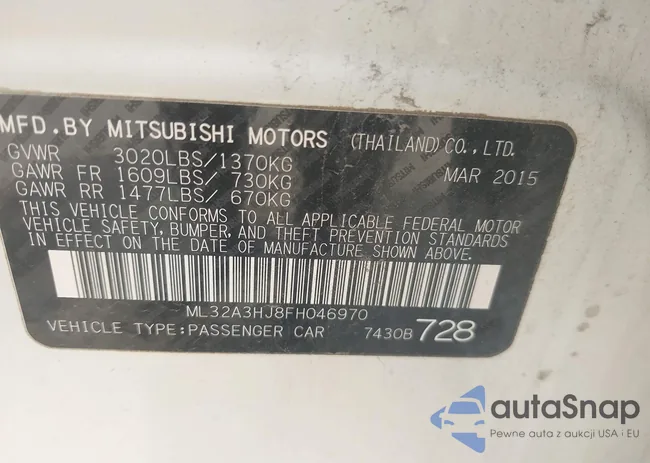 MFD.BY MITSUBISHI MOTORS (THAILAND)CO.,LTD.
GVWR 3020LBS/1370KG MAR 2015
GAWR FR 1609LBS/ 730KG
GAWR RR 1477LBS/ 670KG
THIS VEHICLE CONFORMS TO ALL APPLICABLE FEDERAL MOTOR
VEHICLE SAFETY, BUMPER, AND THEFT PREVENTION STANDARDS
IN EFFECT ON THE DATE OF MANUFACTURE SHOWN ABOVE.
ML32A3HJ8FH046970
VEHICLE TYPE:PASSENGER CAR 7430B 728
autaSnap
Pewne auta z aukcji USA i EU